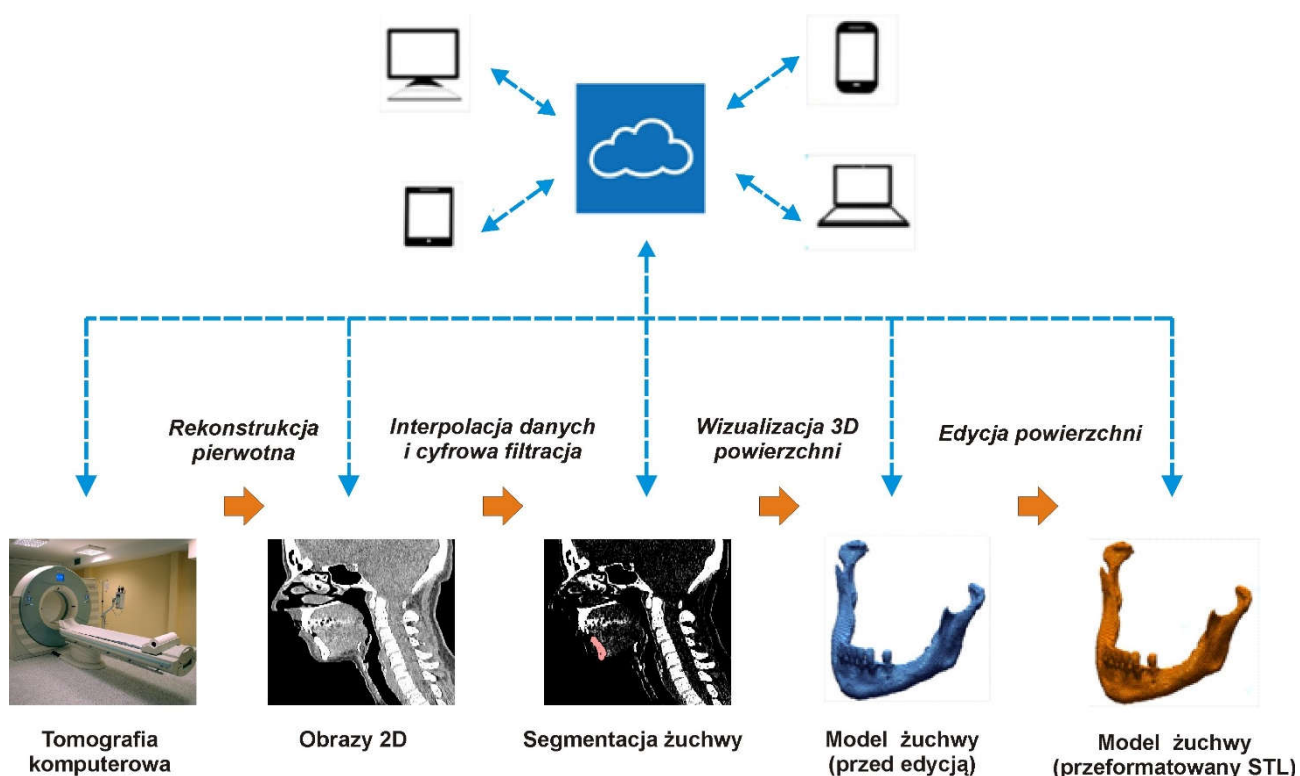 Rekonstrukcja
pierwotna
Interpolacja danych
i cyfrowa filtracja
Wizualizacja 3D
powierzchni
Edycja powierzchni
Tomografia
komputerowa
Obrazy 2D
Segmentacja żuchwy
Model żuchwy
(przed edycją)
Model żuchwy
(przeformatowany STL)